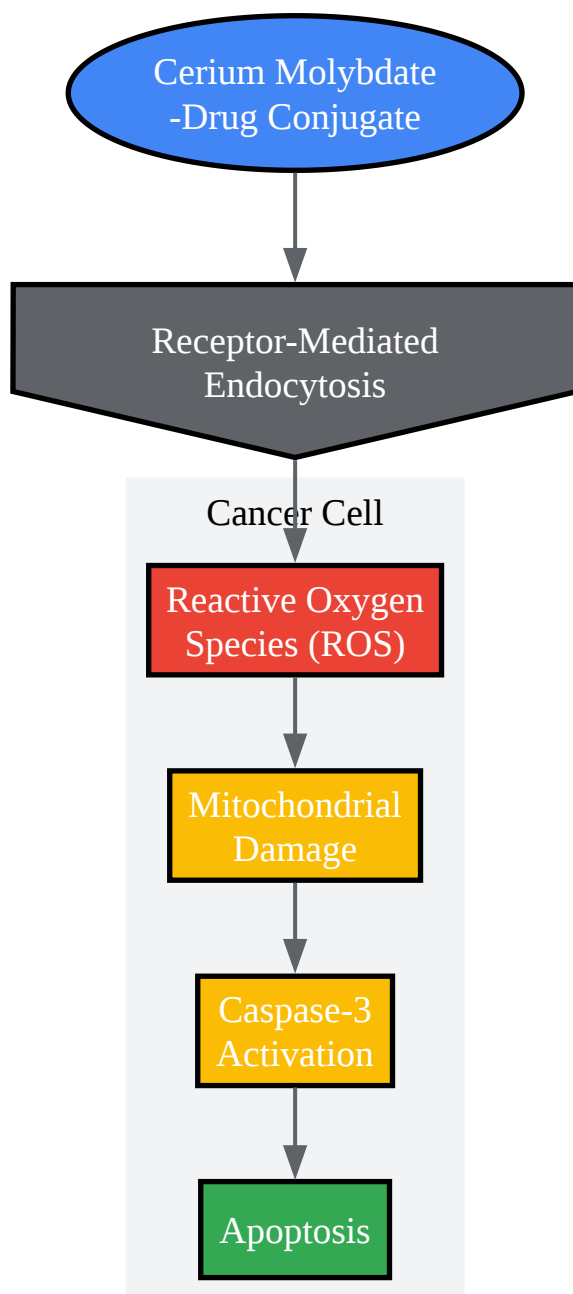 Cerium Molybdate
-Drug Conjugate
Receptor-Mediated
Endocytosis
Cancer Cell
Reactive Oxygen
Species (ROS)
Mitochondrial
Damage
Caspase-3
Activation
Apoptosis